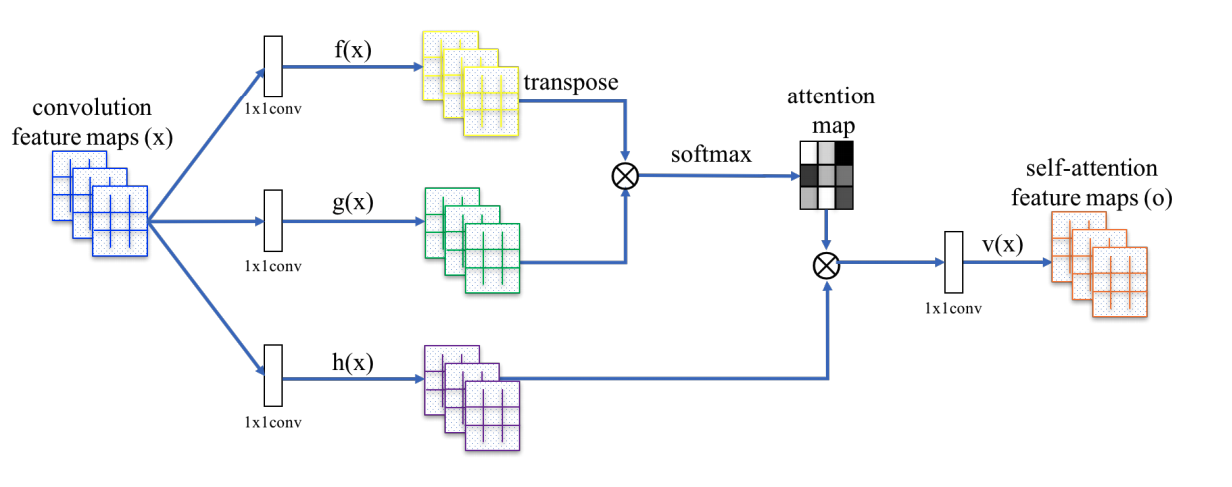 convolution
feature maps (x)
f(x)
1x1conv
transpose
g(x)
1x1conv
h(x)
1x1conv
softmax
attention
map
v(x)
1x1conv
self-attention
feature maps (o)